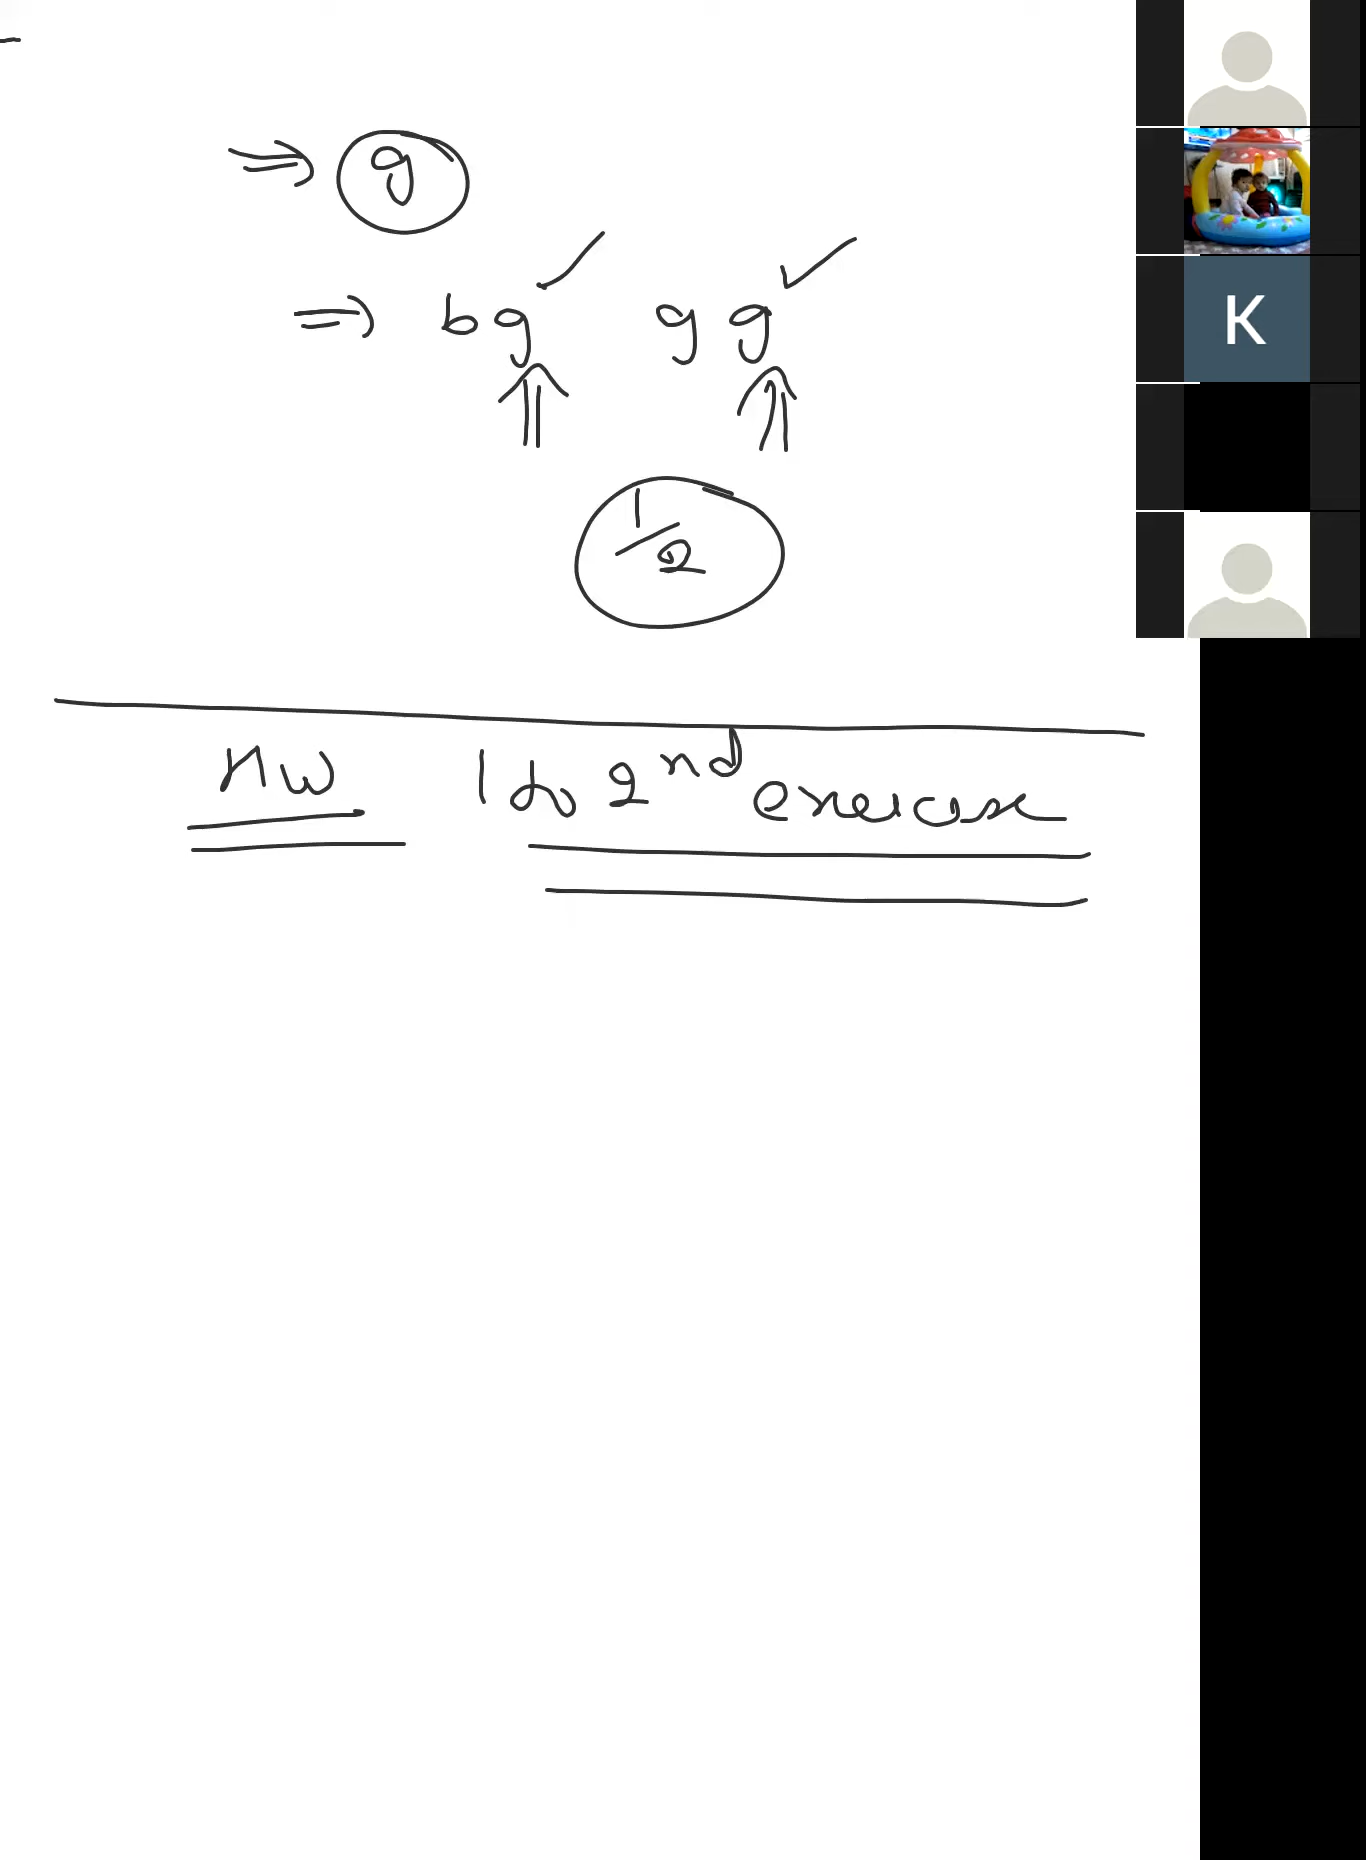 ⇒ g
⇒ bg ✓ gg ✓
⇑ ⇑
1/2
HW 1 to 2nd exercise
K